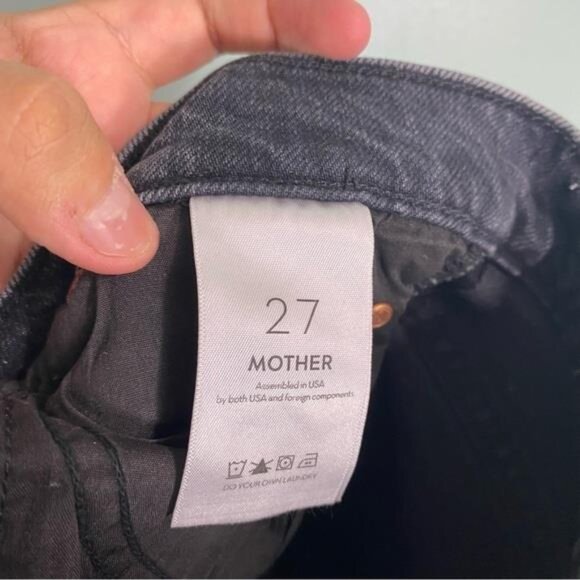 27
MOTHER
Assembled in USA
by both USA and foreign components
DO YOUR OWN LAUNDRY